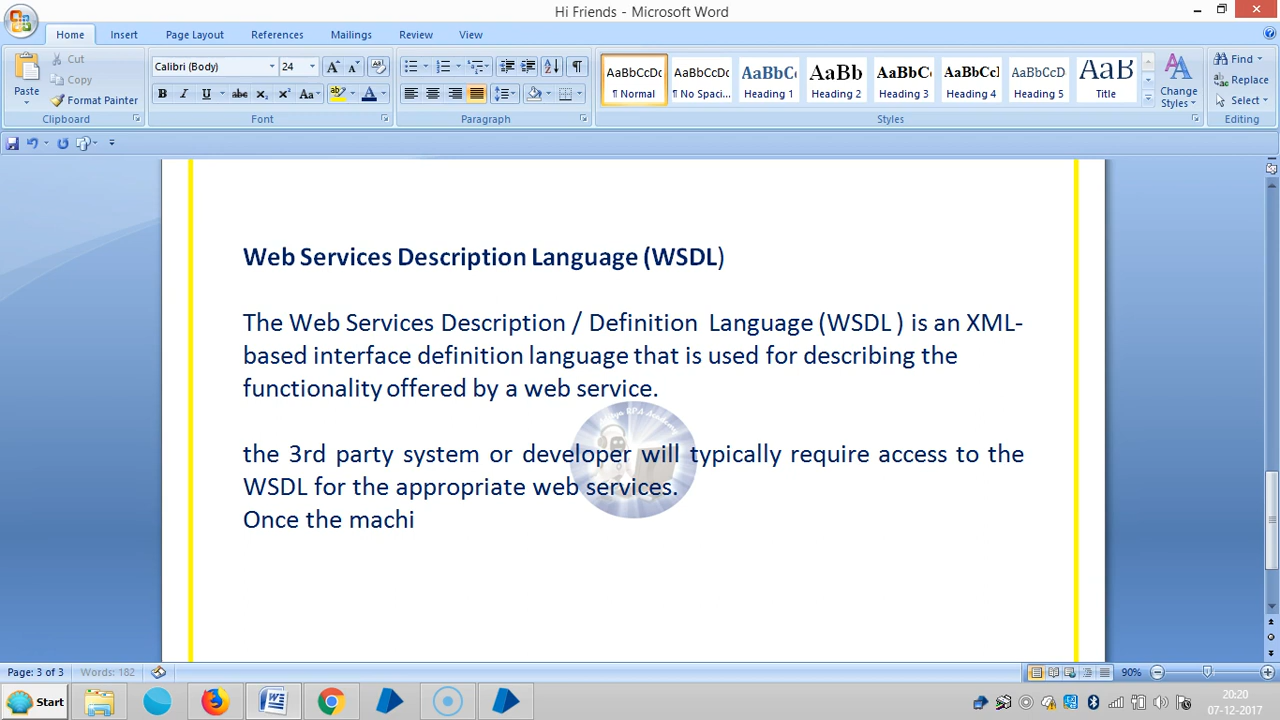 Hi Friends - Microsoft Word
Home Insert Page Layout References Mailings Review View
Paste
Cut
Copy
Format Painter
Clipboard
Calibri (Body) 24
Font
Paragraph
AaBbCcDc AaBbCcDc AaBbC AaBb AaBbC AaBbCcI AaBbCcD AaB
¶ Normal ¶ No Spaci... Heading 1 Heading 2 Heading 3 Heading 4 Heading 5 Title
Change Styles
Styles
Find
Replace
Select
Editing
Web Services Description Language (WSDL)
The Web Services Description / Definition Language (WSDL ) is an XML-
based interface definition language that is used for describing the
functionality offered by a web service.
the 3rd party system or developer will typically require access to the
WSDL for the appropriate web services.
Once the machi
Page: 3 of 3 Words: 182 90%
Start 20:20
07-12-2017